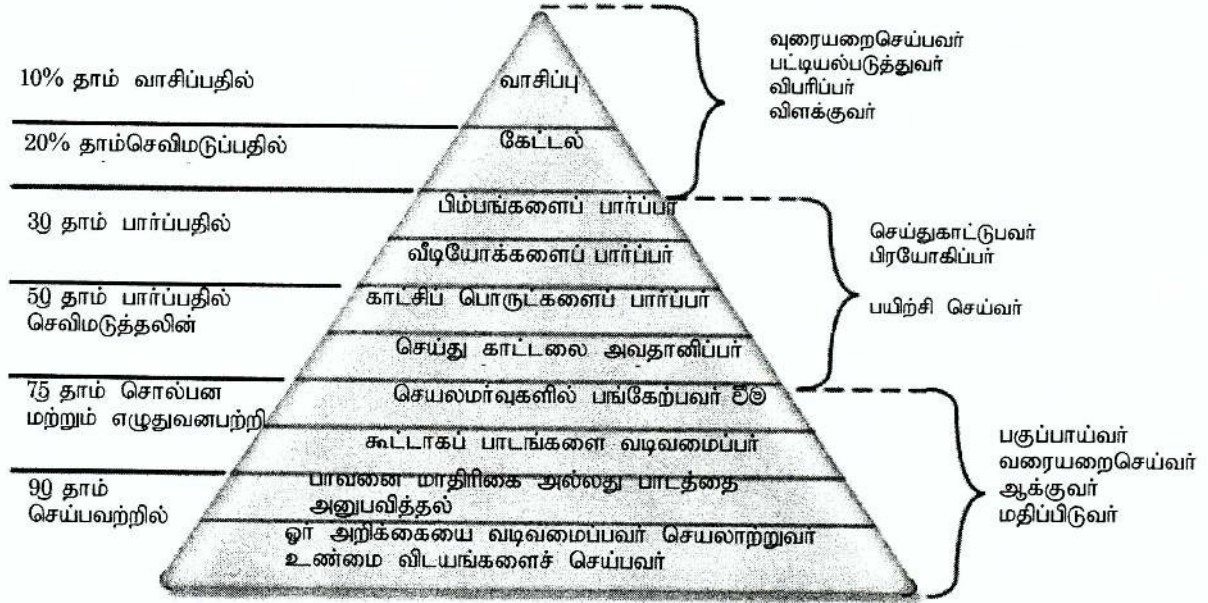 வுரையறைசெய்பவர்
பட்டியல்படுத்துவர்
விபரிப்பர்
விளக்குவர்
10% தாம் வாசிப்பதில்
வாசிப்பு
20% தாம்செவிமடுப்பதில்
கேட்டல்
30 தாம் பார்ப்பதில்
பிம்பங்களைப் பார்ப்பர்
வீடியோக்களைப் பார்ப்பர்
செய்துகாட்டுபவர்
பிரயோகிப்பர்
பயிற்சி செய்வர்
50 தாம் பார்ப்பதில்
செவிமடுத்தலின்
காட்சிப் பொருட்களைப் பார்ப்பர்
செய்து காட்டலை அவதானிப்பர்
75 தாம் சொல்பன
மற்றும் எழுதுவனபற்றி
செயலமர்வுகளில் பங்கேற்பவர் වීම
கூட்டாகப் பாடங்களை வடிவமைப்பர்
பகுப்பாய்வர்
வரையறைசெய்வர்
ஆக்குவர்
மதிப்பிடுவர்
90 தாம்
செய்பவற்றில்
பாவனை மாதிரிகை அல்லது பாடத்தை
அனுபவித்தல்
ஓர் அறிக்கையை வடிவமைப்பவர் செயலாற்றுவர்
உண்மை விடயங்களைச் செய்பவர்